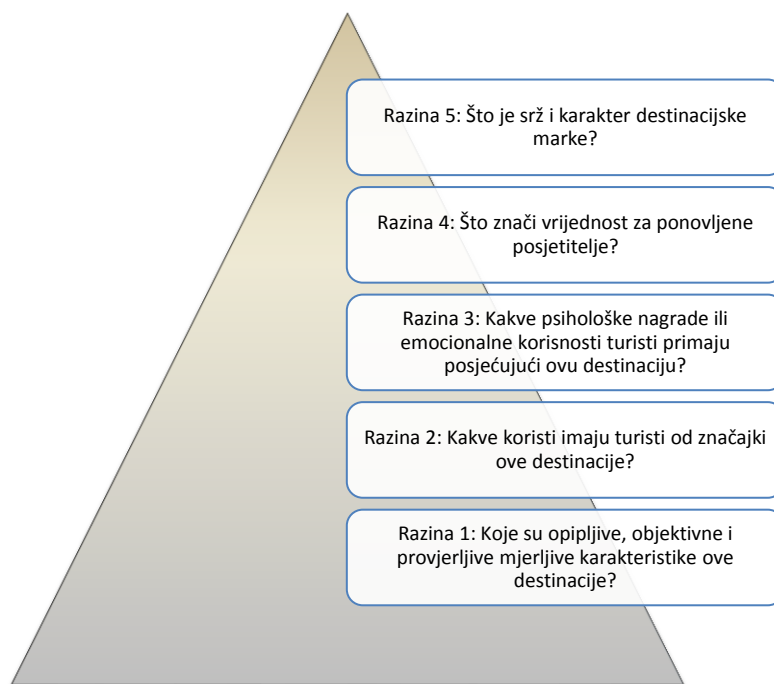 Razina 5: Što je srž i karakter destinacijske
marke?
Razina 4: Što znači vrijednost za ponovljene
posjetitelje?
Razina 3: Kakve psihološke nagrade ili
emocionalne korisnosti turisti primaju
posjećujući ovu destinaciju?
Razina 2: Kakve koristi imaju turisti od značajki
ove destinacije?
Razina 1: Koje su opipljive, objektivne i
provjerljive mjerljive karakteristike ove
destinacije?